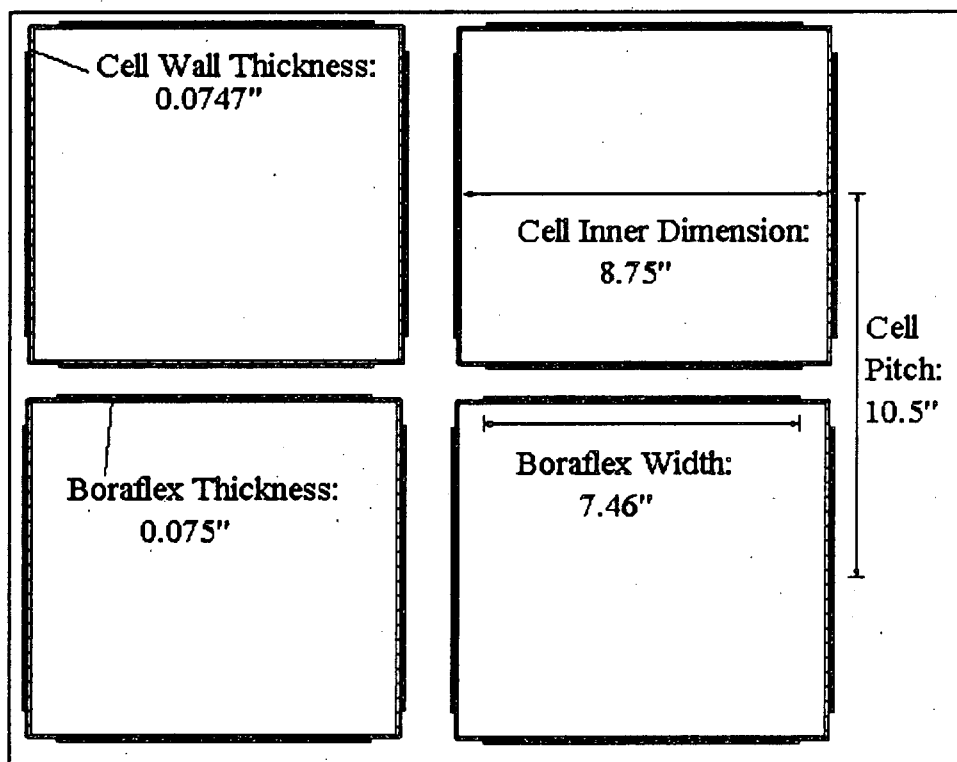 Cell Wall Thickness:
0.0747"
Cell Inner Dimension:
8.75"
Cell
Pitch:
10.5"
Boraflex Thickness:
0.075"
Boraflex Width:
7.46"